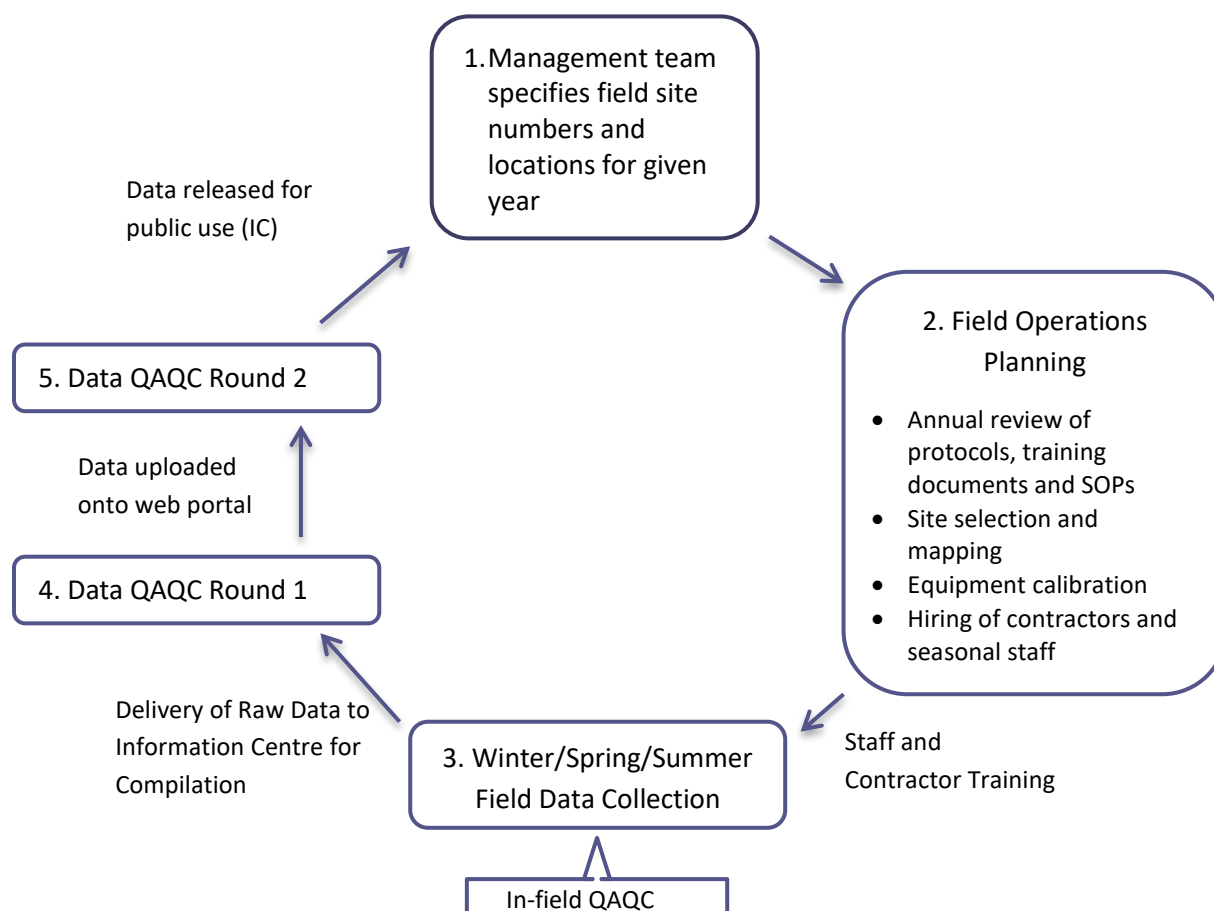 1. Management team
specifies field site
numbers and
locations for given
year
2. Field Operations
Planning
• Annual review of
protocols, training
documents and SOPs
• Site selection and
mapping
• Equipment calibration
• Hiring of contractors and
seasonal staff
Staff and
Contractor Training
3. Winter/Spring/Summer
Field Data Collection
In-field QAQC
Delivery of Raw Data to
Information Centre for
Compilation
4. Data QAQC Round 1
Data uploaded
onto web portal
5. Data QAQC Round 2
Data released for
public use (IC)